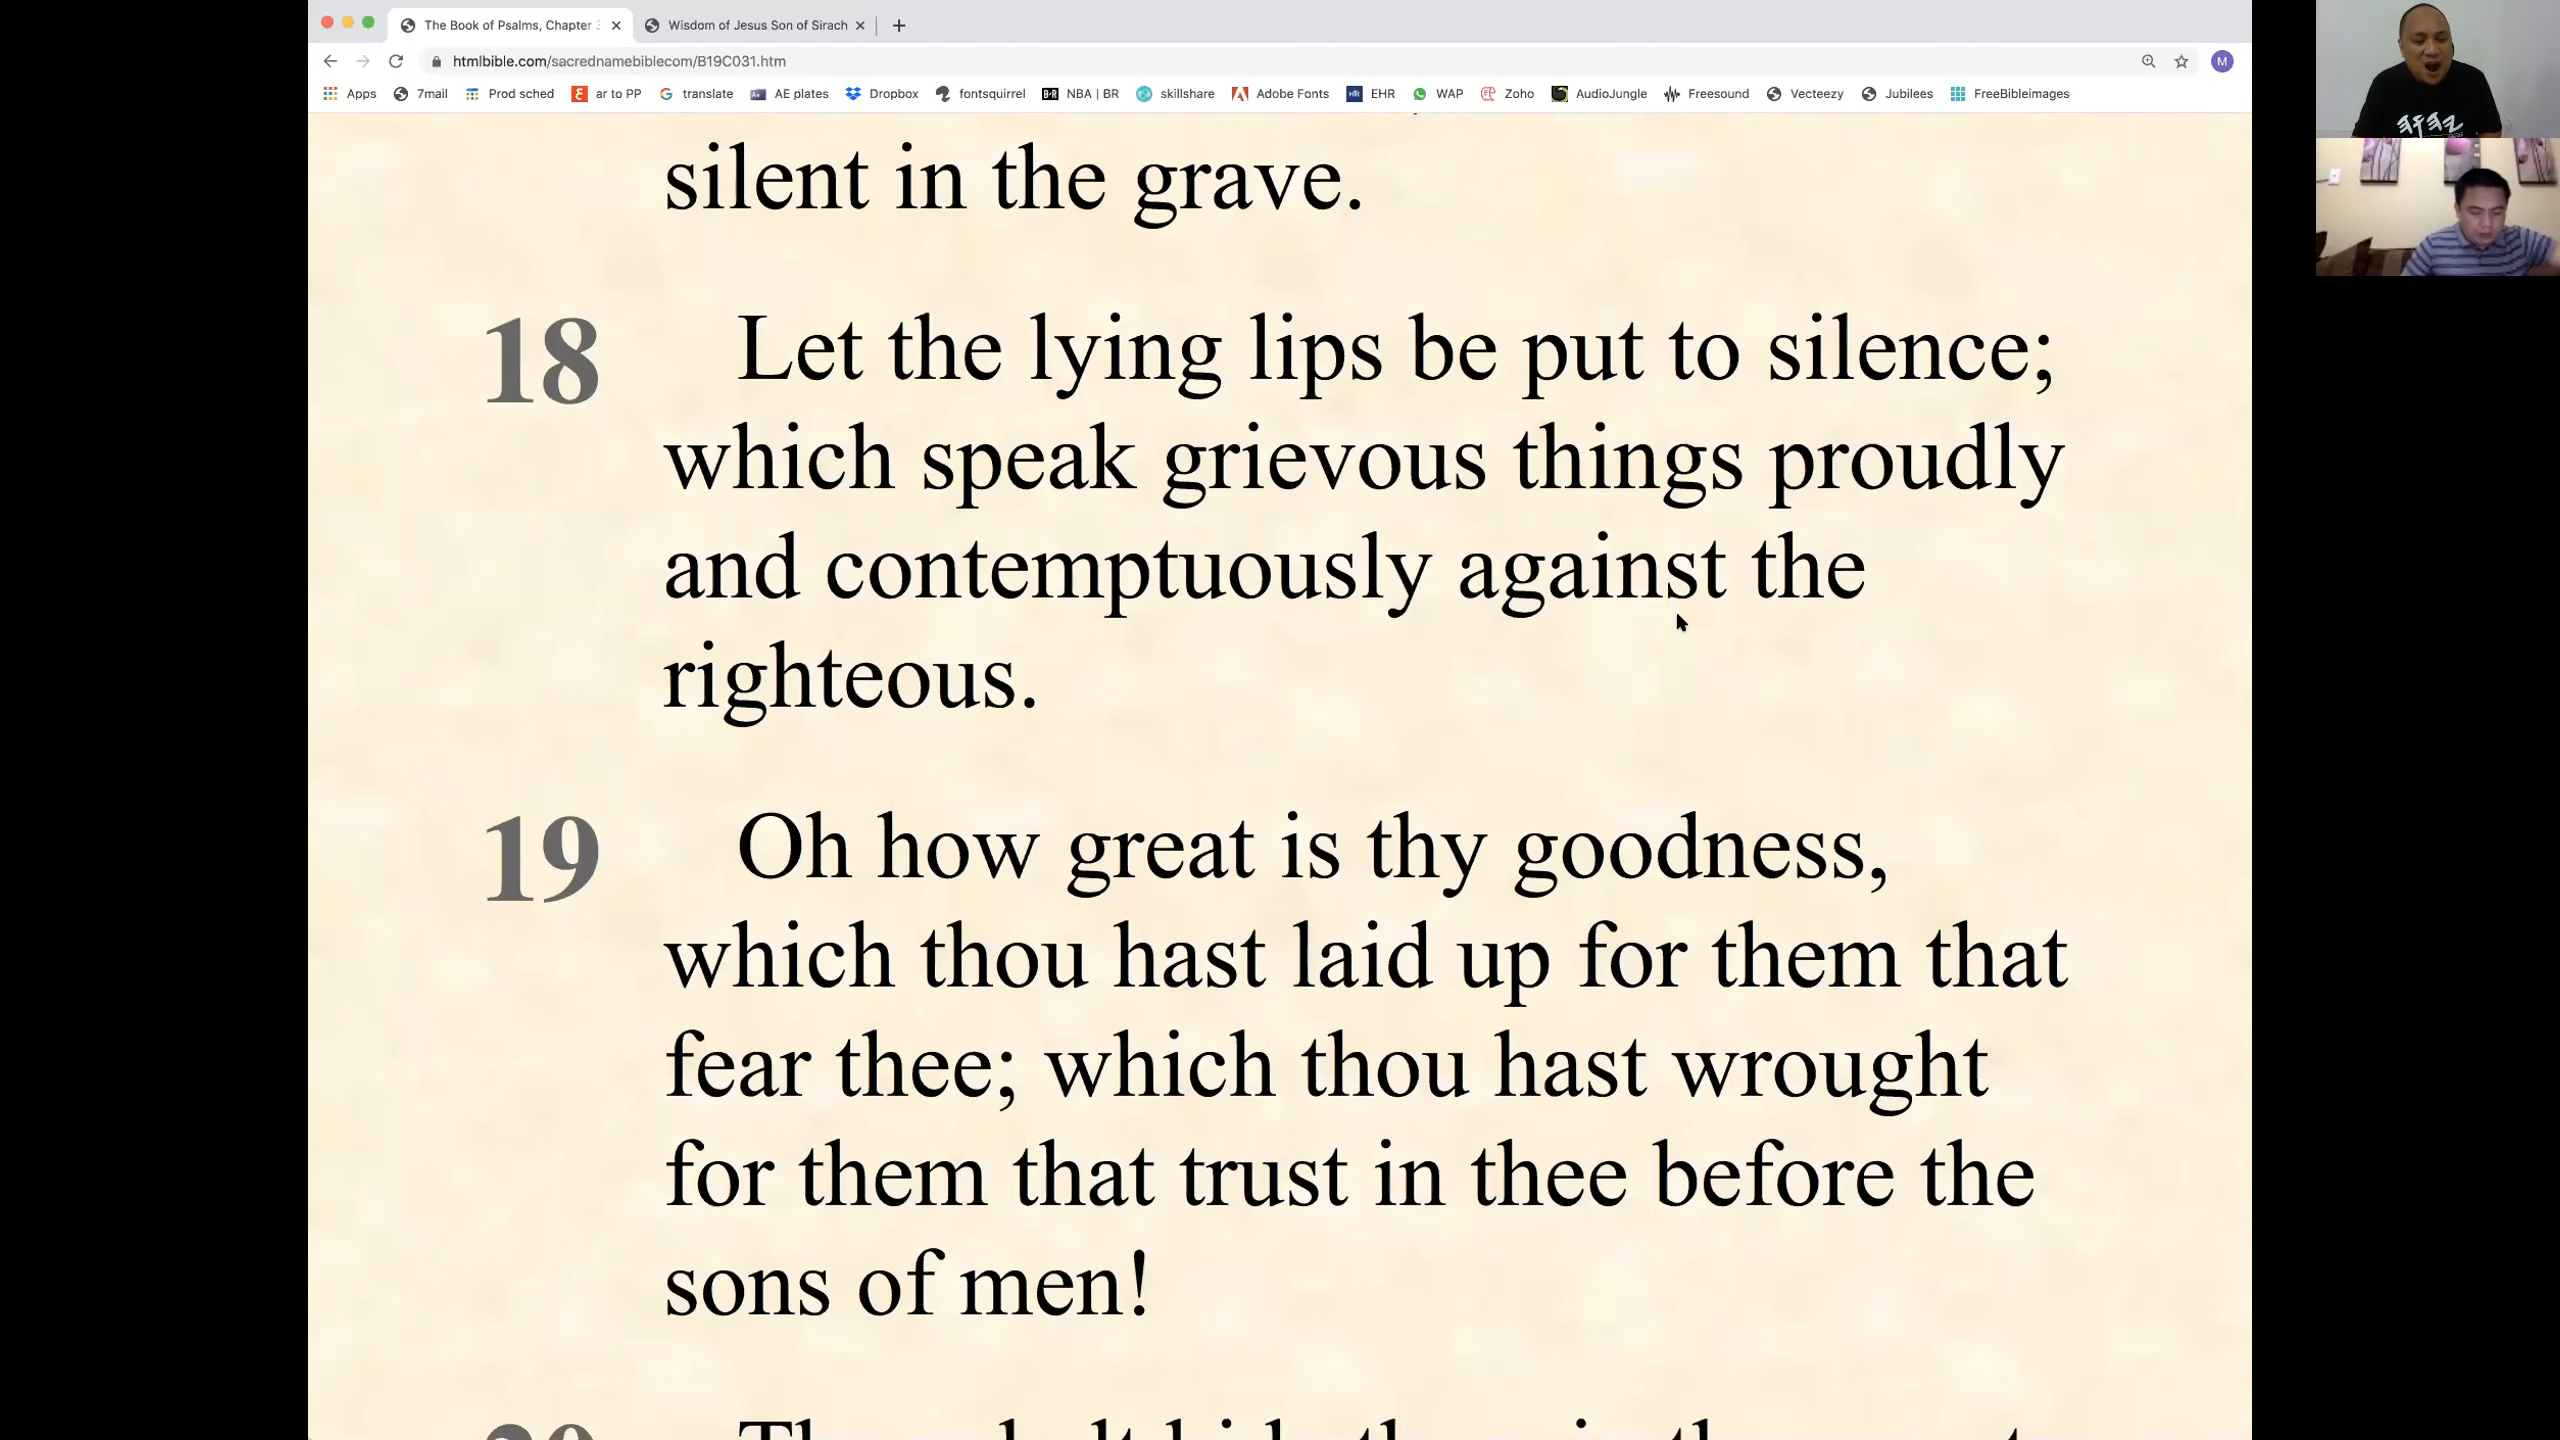 The Book of Psalms, Chapter
Wisdom of Jesus Son of Sirach
htmlbible.com/sacrednamebiblecom/B19C031.htm
M
Apps 7mail Prod sched ar to PP translate AE plates Dropbox fontsquirrel NBA | BR skillshare Adobe Fonts EHR WAP Zoho AudioJungle Freesound Vecteezy Jubilees FreeBibleimages
silent in the grave.
18 Let the lying lips be put to silence;
which speak grievous things proudly
and contemptuously against the
righteous.
19 Oh how great is thy goodness,
which thou hast laid up for them that
fear thee; which thou hast wrought
for them that trust in thee before the
sons of men!